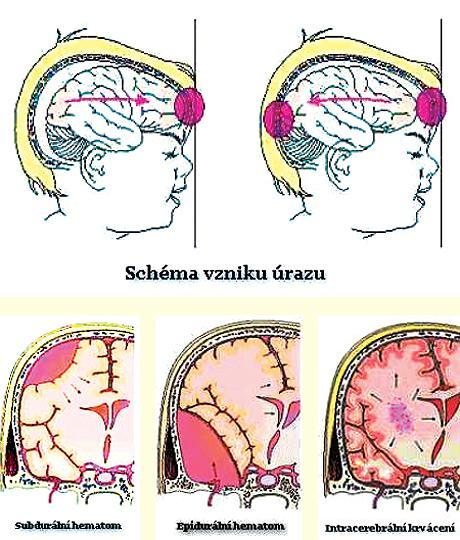 Schéma vzniku úrazu
Subdurální hematom
Epidurální hematom
Intracerebrální krvácení